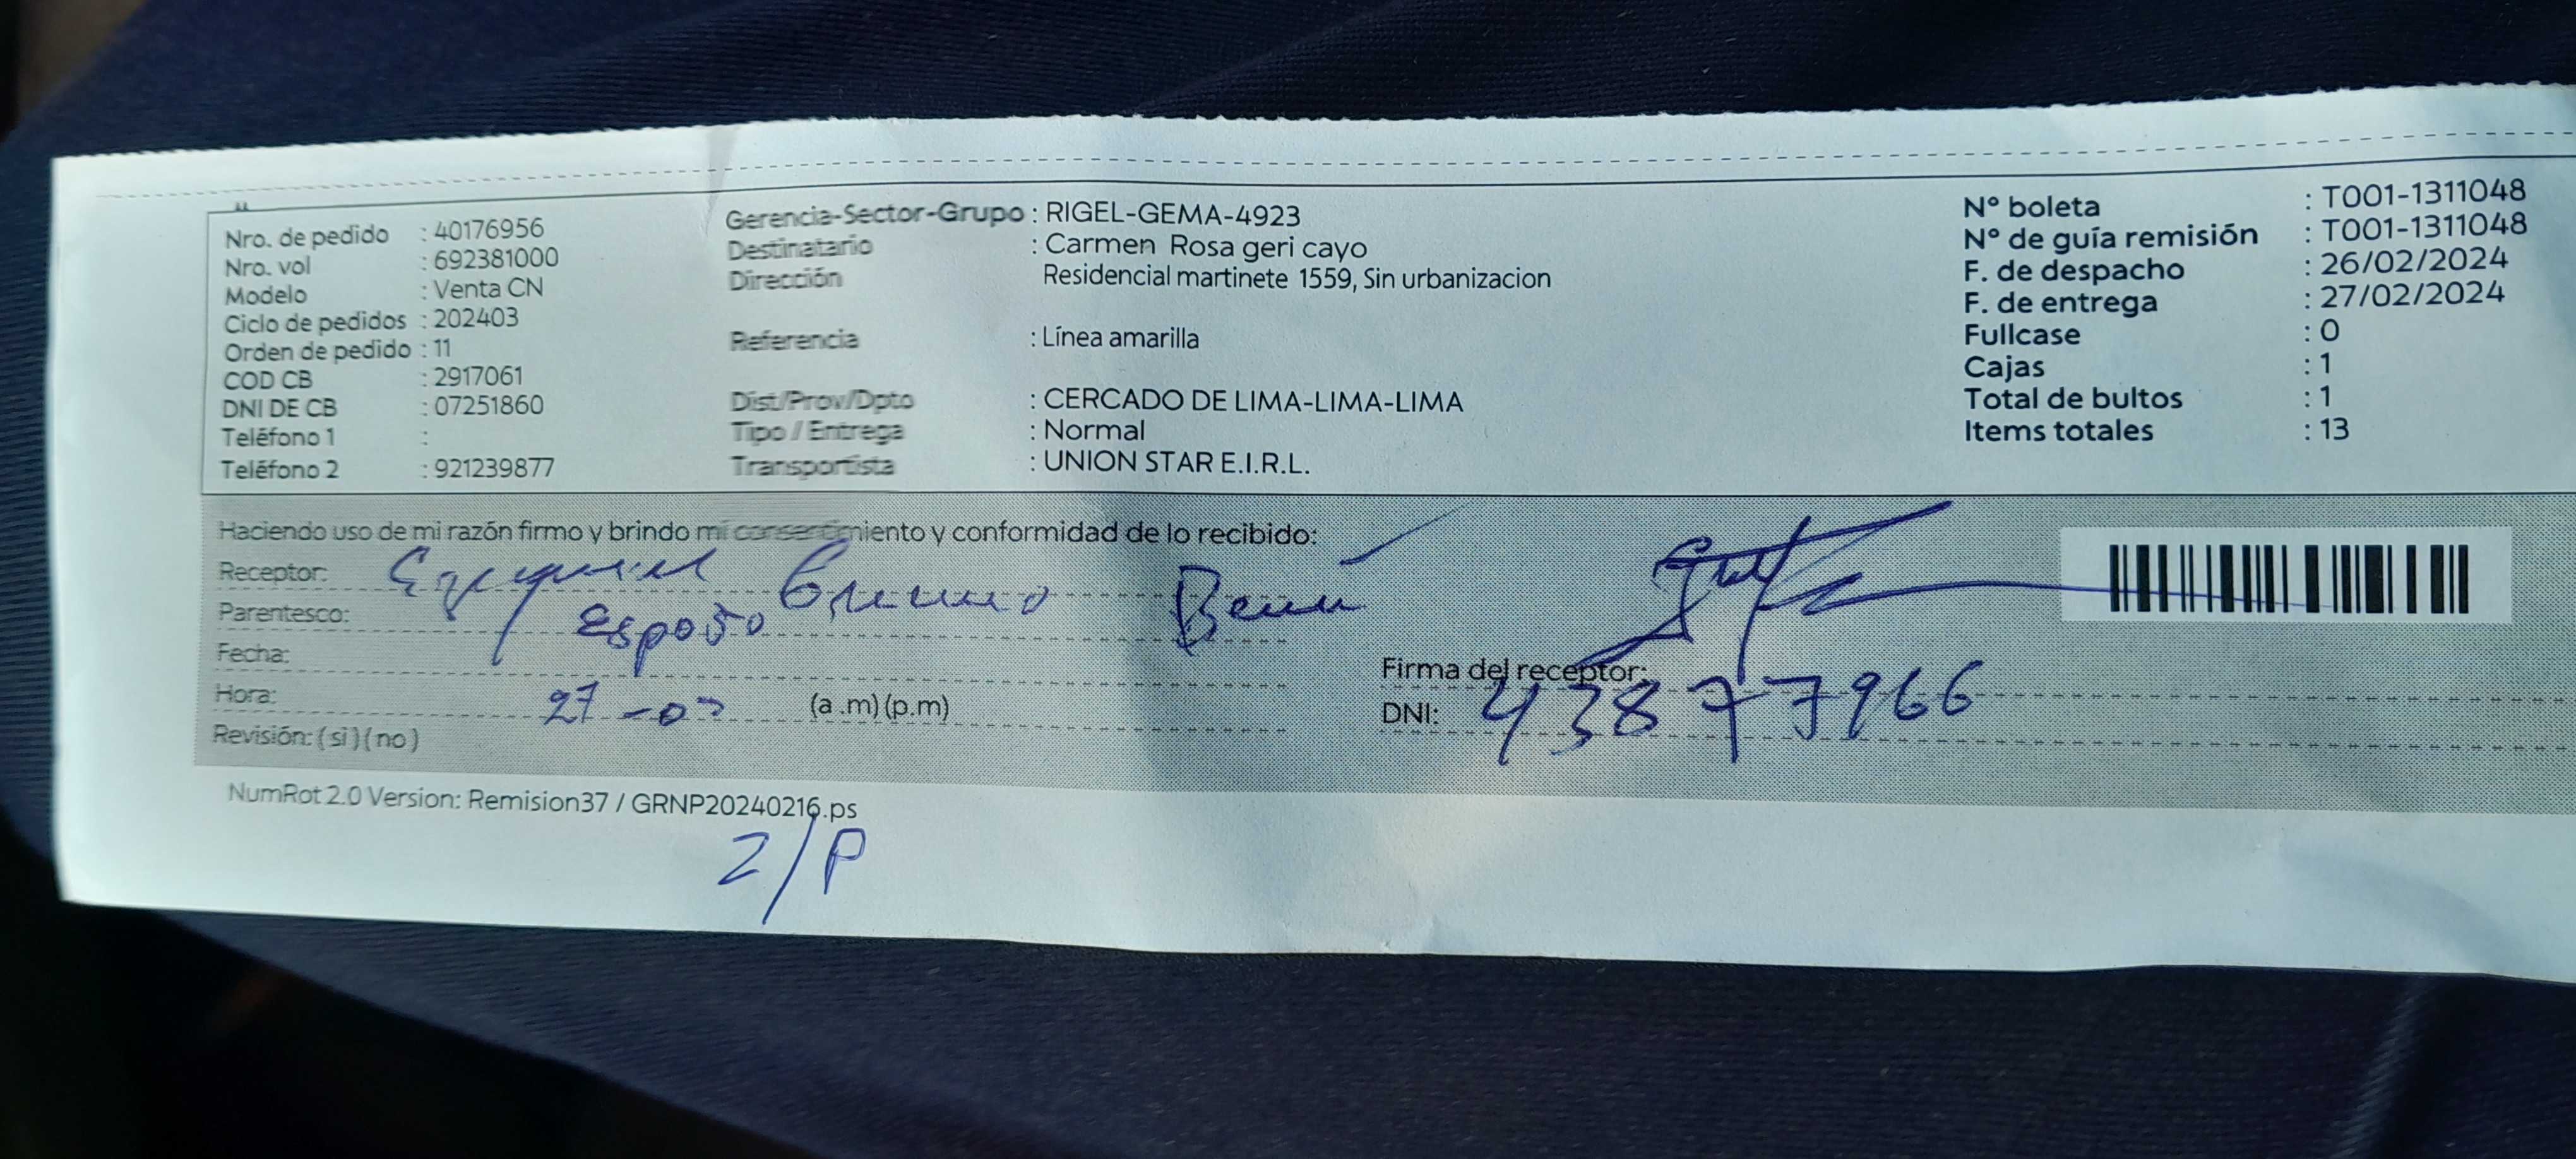 Nro. de pedido : 40176956
Nro. vol : 692381000
Modelo : Venta CN
Ciclo de pedidos : 202403
Orden de pedido : 11
COD CB : 2917061
DNI DE CB : 07251860
Teléfono 1 :
Teléfono 2 : 921239877
Gerencia-Sector-Grupo : RIGEL-GEMA-4923
Destinatario : Carmen Rosa geri cayo
Dirección Residencial martinete 1559, Sin urbanizacion
Referencia : Línea amarilla
Dist/Prov/Dpto : CERCADO DE LIMA-LIMA-LIMA
Tipo / Entrega : Normal
Transportista : UNION STAR E.I.R.L.
N° boleta : T001-1311048
N° de guía remisión : T001-1311048
F. de despacho : 26/02/2024
F. de entrega : 27/02/2024
Fullcase : 0
Cajas : 1
Total de bultos : 1
Items totales : 13
Haciendo uso de mi razón firmo y brindo mi consentimiento y conformidad de lo recibido:
Receptor:
Parentesco: Esposo
Fecha:
Hora: 27 (a .m) (p.m)
Revisión: ( si ) ( no )
Firma del receptor:
DNI: 43877966
NumRot 2.0 Version: Remision37 / GRNP20240216.ps
2/P